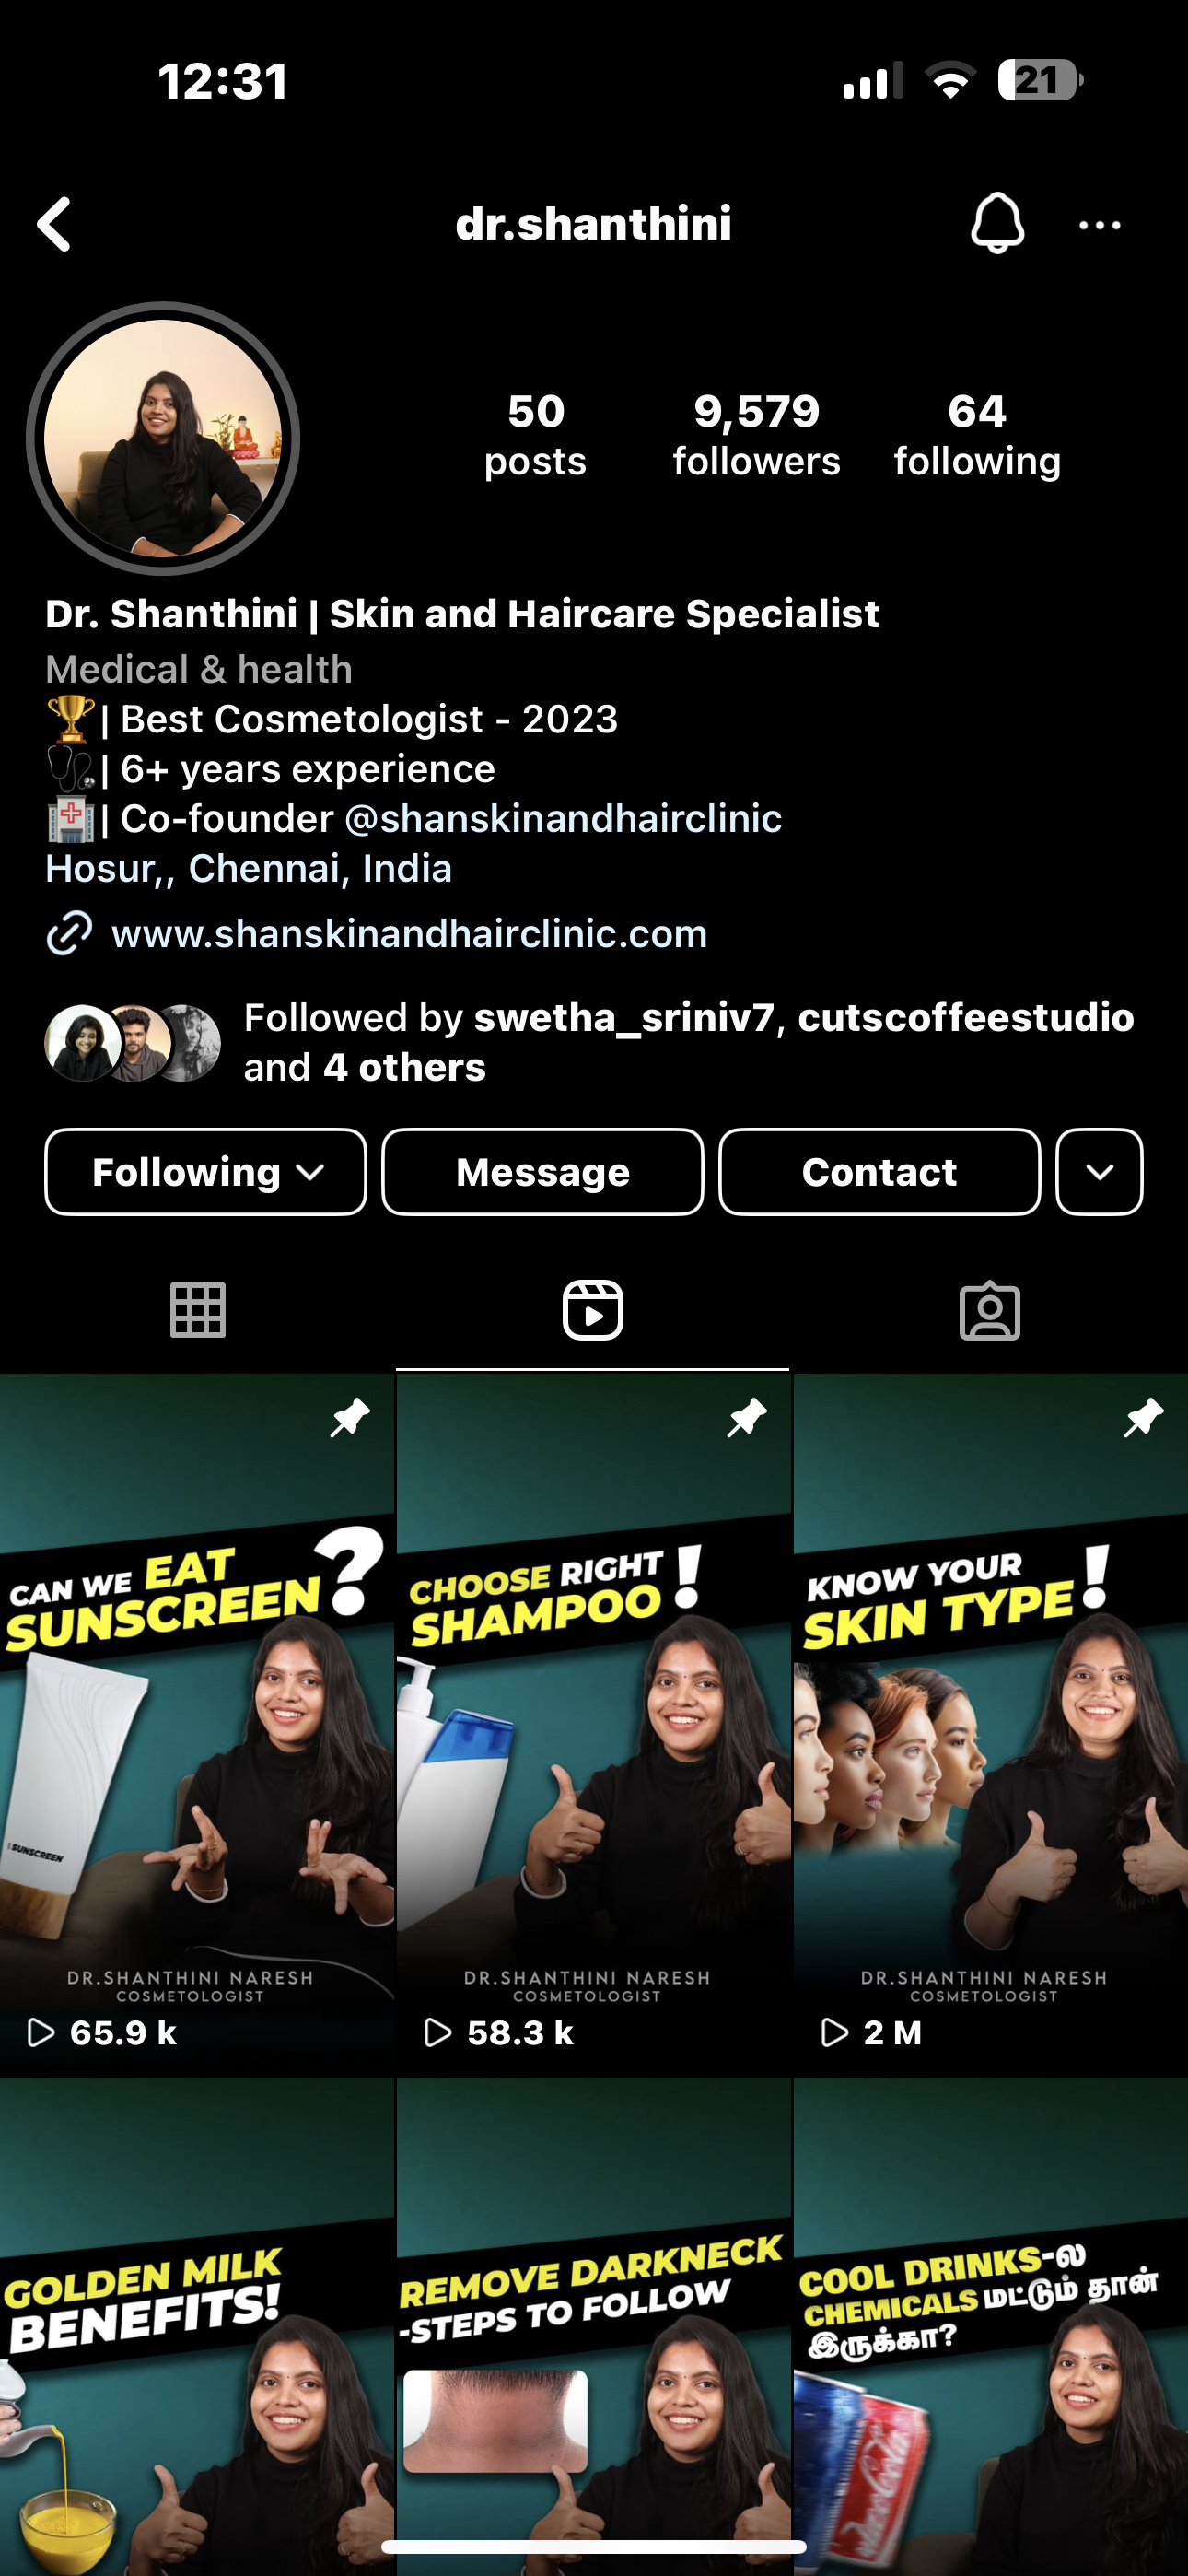 12:31
21
dr.shanthini
50
posts
9,579
followers
64
following
Dr. Shanthini | Skin and Haircare Specialist
Medical & health
🏆| Best Cosmetologist - 2023
🩺| 6+ years experience
🏥| Co-founder @shanskinandhairclinic
Hosur,, Chennai, India
www.shanskinandhairclinic.com
Followed by swetha_sriniv7, cutscoffeestudio
and 4 others
Following
Message
Contact
CAN WE EAT
SUNSCREEN?
SUNSCREEN
DR.SHANTHINI NARESH
COSMETOLOGIST
65.9 k
CHOOSE RIGHT
SHAMPOO!
DR.SHANTHINI NARESH
COSMETOLOGIST
58.3 k
KNOW YOUR
SKIN TYPE!
DR.SHANTHINI NARESH
COSMETOLOGIST
2 M
GOLDEN MILK
BENEFITS!
REMOVE DARKNECK
-STEPS TO FOLLOW
COOL DRINKS-ல
CHEMICALS மட்டும் தான்
இருக்கா?
Coca-Cola